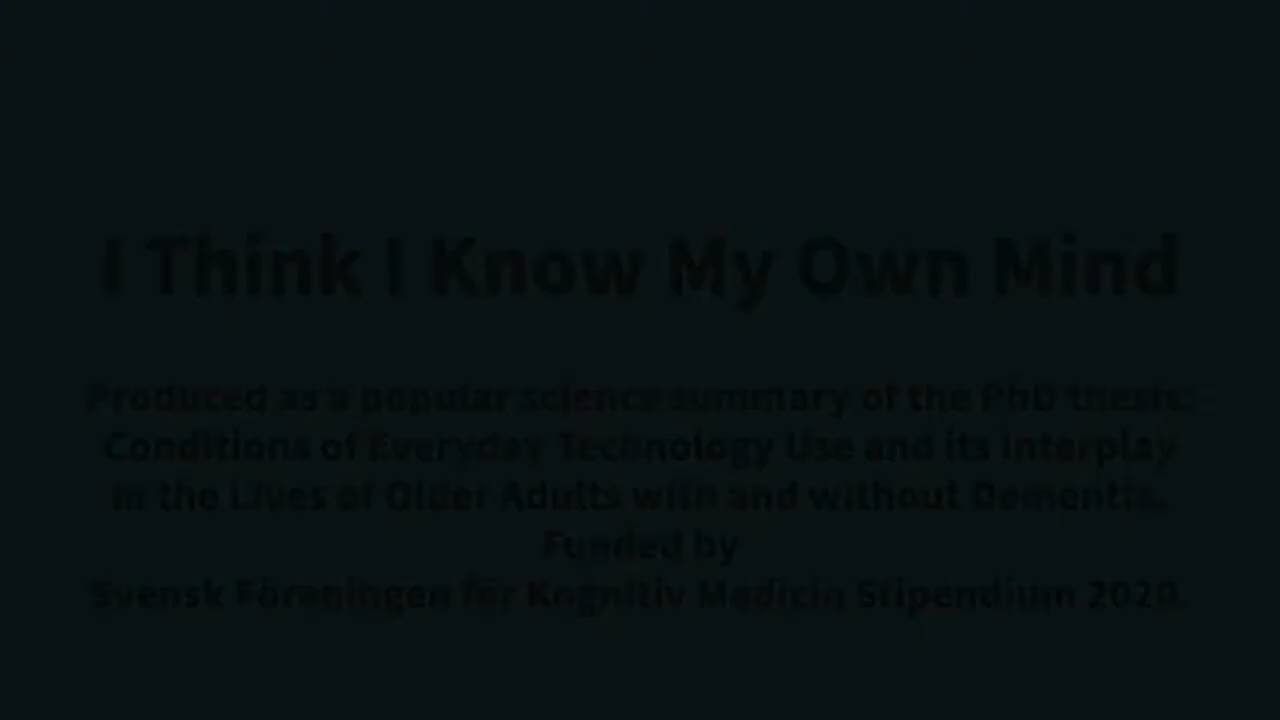 I Think I Know My Own Mind
Produced as a popular science summary of the PhD thesis:
Conditions of Everyday Technology Use and its Interplay
in the Lives of Older Adults with and without Dementia.
Funded by
Svensk Föreningen för Kognitiv Medicin Stipendium 2020.